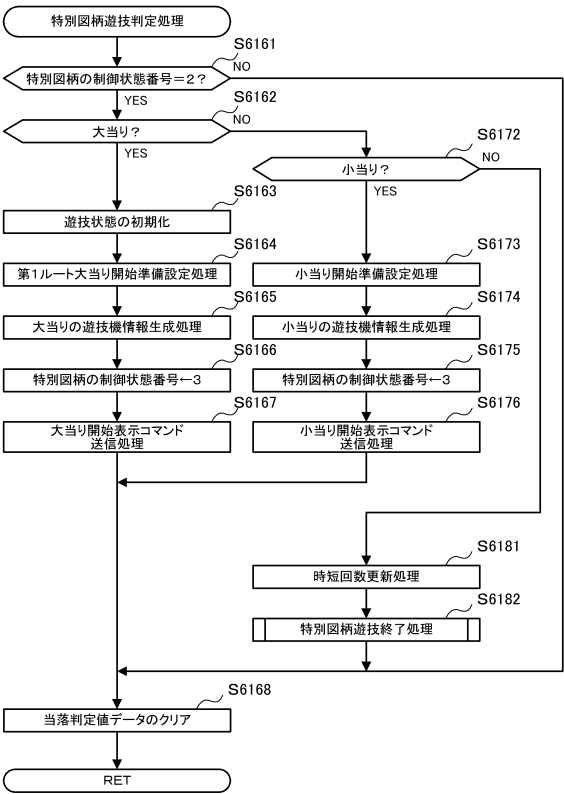 特別図柄遊技判定処理
S6161
特別図柄の制御状態番号＝２？
NO
YES
S6162
大当り？
NO
YES
S6172
小当り？
NO
YES
S6163
遊技状態の初期化
S6164
第１ルート大当り開始準備設定処理
S6173
小当り開始準備設定処理
S6165
大当りの遊技機情報生成処理
S6174
小当りの遊技機情報生成処理
S6166
特別図柄の制御状態番号←３
S6175
特別図柄の制御状態番号←３
S6167
大当り開始表示コマンド
送信処理
S6176
小当り開始表示コマンド
送信処理
S6181
時短回数更新処理
S6182
特別図柄遊技終了処理
S6168
当落判定値データのクリア
RET